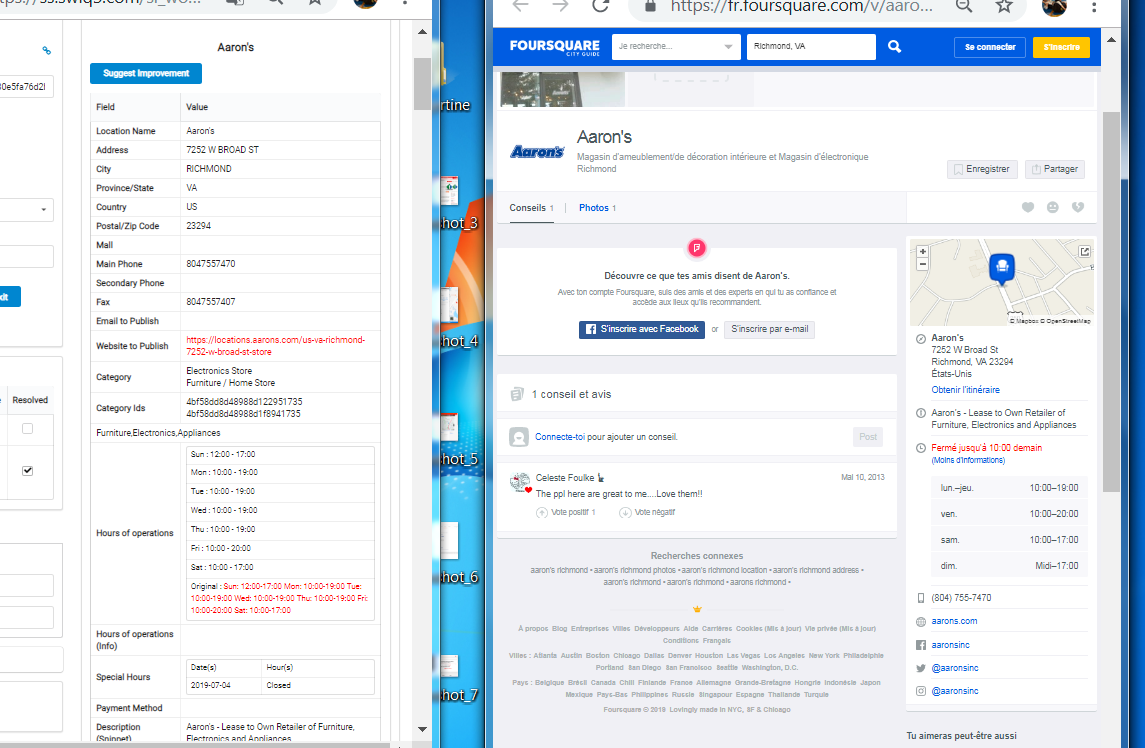 https://fr.foursquare.com/v/aaro...
Aaron's
Suggest Improvement
Field Value
Location Name Aaron's
Address 7252 W BROAD ST
City RICHMOND
Province/State VA
Country US
Postal/Zip Code 23294
Mall
Main Phone 8047557470
Secondary Phone
Fax 8047557407
Email to Publish
Website to Publish https://locations.aarons.com/us-va-richmond-
7252-w-broad-st-store
Category Electronics Store
Furniture / Home Store
Category Ids 4bf58dd8d48988d122951735
4bf58dd8d48988d1f8941735
Furniture,Electronics,Appliances
Hours of operations
Sun : 12:00 - 17:00
Mon : 10:00 - 19:00
Tue : 10:00 - 19:00
Wed : 10:00 - 19:00
Thu : 10:00 - 19:00
Fri : 10:00 - 20:00
Sat : 10:00 - 17:00
Original : Sun: 12:00-17:00 Mon: 10:00-19:00 Tue:
10:00-19:00 Wed: 10:00-19:00 Thu: 10:00-19:00 Fri:
10:00-20:00 Sat: 10:00-17:00
Hours of operations
(Info)
Special Hours
Date(s) Hour(s)
2019-07-04 Closed
Payment Method
Description
(Snippet)
Aaron's - Lease to Own Retailer of Furniture,
Electronics and Appliances
Resolved
rtine
hot_3
hot_4
hot_5
hot_6
hot_7
FOURSQUARE
CITY GUIDE
Je recherche...
Richmond, VA
Se connecter
S'inscrire
Aaron's
Aaron's
Magasin d'ameublement/de décoration intérieure et Magasin d'électronique
Richmond
Enregistrer
Partager
Conseils 1
Photos 1
Découvre ce que tes amis disent de Aaron's.
Avec ton compte Foursquare, suis des amis et des experts en qui tu as confiance et
accède aux lieux qu'ils recommandent.
S'inscrire avec Facebook or S'inscrire par e-mail
1 conseil et avis
Connecte-toi pour ajouter un conseil.
Post
Celeste Foulke
Mai 10, 2013
The ppl here are great to me....Love them!!
Vote positif 1
Vote négatif
Recherches connexes
aaron's richmond • aaron's richmond photos • aaron's richmond location • aaron's richmond address •
aaron's richmond • aaron's richmond • aarons richmond •
À propos Blog Entreprises Villes Développeurs Aide Carrières Cookies (Mis à jour) Vie privée (Mis à jour)
Conditions Français
Villes : Atlanta Austin Boston Chicago Dallas Denver Houston Las Vegas Los Angeles New York Philadelphie
Portland San Diego San Francisco Seattle Washington, D.C.
Pays : Belgique Brésil Canada Chili Finlande France Allemagne Grande-Bretagne Hongrie Indonésie Japon
Mexique Pays-Bas Philippines Russie Singapour Espagne Thaïlande Turquie
Foursquare © 2019 Lovingly made in NYC, SF & Chicago
+
−
© Mapbox © OpenStreetMap
Aaron's
7252 W Broad St
Richmond, VA 23294
États-Unis
Obtenir l'itinéraire
Aaron's - Lease to Own Retailer of
Furniture, Electronics and Appliances
Fermé jusqu'à 10:00 demain
(Moins d'informations)
lun.–jeu. 10:00–19:00
ven. 10:00–20:00
sam. 10:00–17:00
dim. Midi–17:00
(804) 755-7470
aarons.com
aaronsinc
@aaronsinc
@aaronsinc
Tu aimeras peut-être aussi